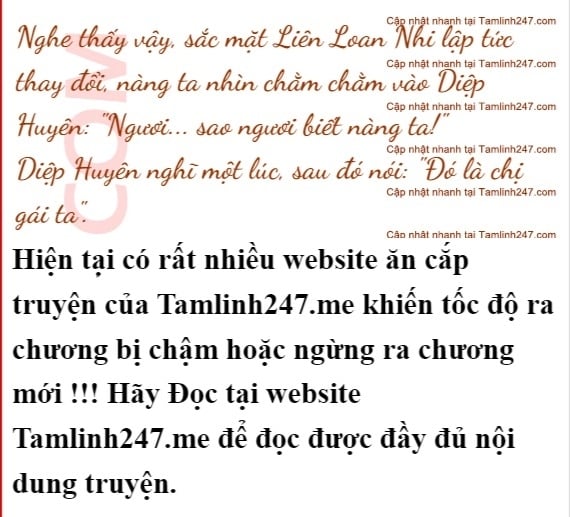 Cập nhật nhanh tại Tamlinh247.com
Nghe thấy vậy, sắc mặt Liên Loan Nhi lập tức
Cập nhật nhanh tại Tamlinh247.com
thay đổi, nàng ta nhìn chằm chằm vào Diệp
Cập nhật nhanh tại Tamlinh247.com
Huyên: "Ngươi... sao ngươi biết nàng ta!"
Cập nhật nhanh tại Tamlinh247.com
Diệp Huyên nghĩ một lúc, sau đó nói: "Đó là chị
Cập nhật nhanh tại Tamlinh247.com
gái ta".
Cập nhật nhanh tại Tamlinh247.com
COM
Hiện tại có rất nhiều website ăn cắp
truyện của Tamlinh247.me khiến tốc độ ra
chương bị chậm hoặc ngừng ra chương
mới !!! Hãy Đọc tại website
Tamlinh247.me để đọc được đầy đủ nội
dung truyện.